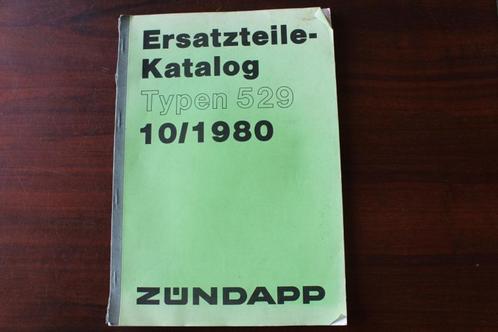 Ersatzteile-
Katalog
Typen 529
10/1980
ZÜNDAPP